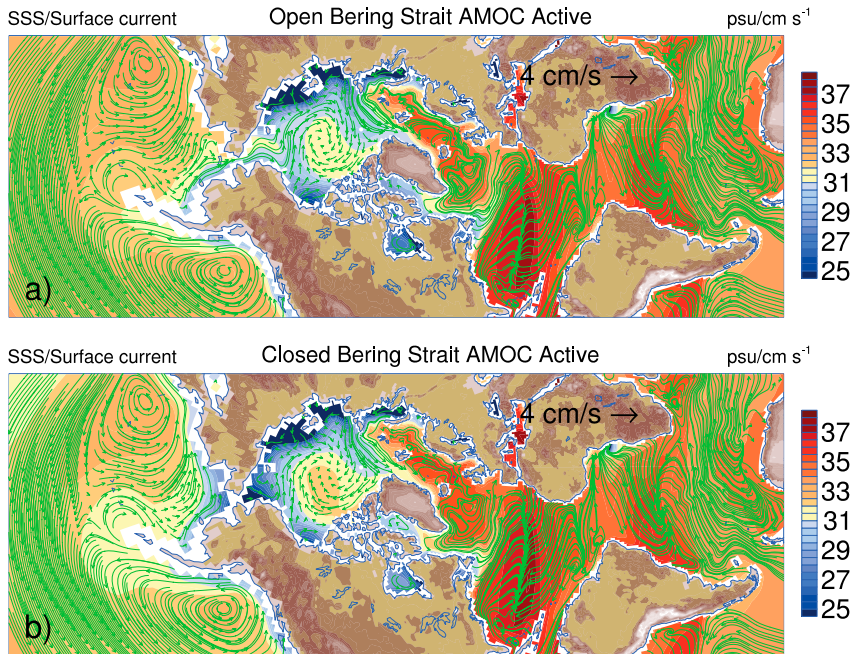 SSS/Surface current Open Bering Strait AMOC Active psu/cm s⁻¹
4 cm/s →
37
35
33
31
29
27
25
a)
SSS/Surface current Closed Bering Strait AMOC Active psu/cm s⁻¹
4 cm/s →
37
35
33
31
29
27
25
b)